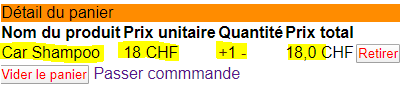 Détail du panier
Nom du produit Prix unitaire Quantité Prix total
Car Shampoo 18 CHF +1 - 18,0 CHF Retirer
Vider le panier Passer commmande